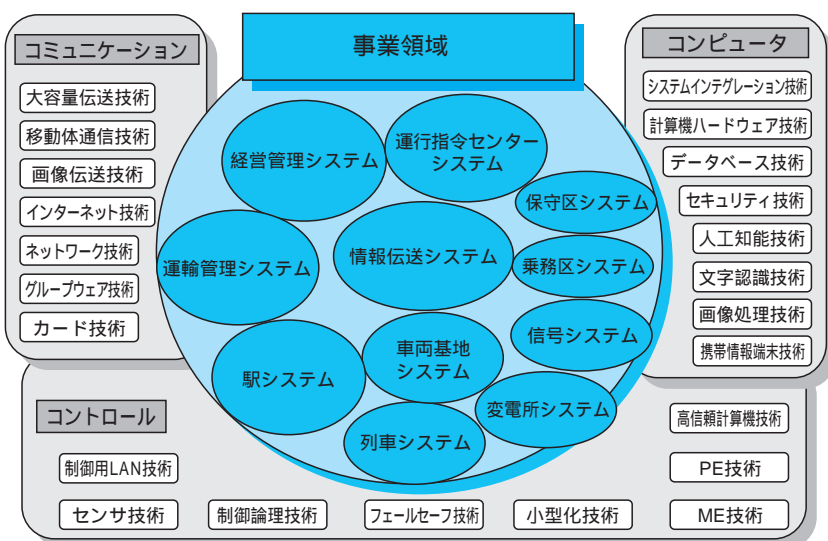 事業領域
コミュニケーション
大容量伝送技術
移動体通信技術
画像伝送技術
インターネット技術
ネットワーク技術
グループウェア技術
カード技術
コンピュータ
システムインテグレーション技術
計算機ハードウェア技術
データベース技術
セキュリティ技術
人工知能技術
文字認識技術
画像処理技術
携帯情報端末技術
経営管理システム
運行指令センター
システム
保守区システム
運輸管理システム
情報伝送システム
乗務区システム
信号システム
車両基地
システム
駅システム
変電所システム
列車システム
コントロール
制御用LAN技術
センサ技術
制御論理技術
フェールセーフ技術
小型化技術
高信頼計算機技術
PE技術
ME技術